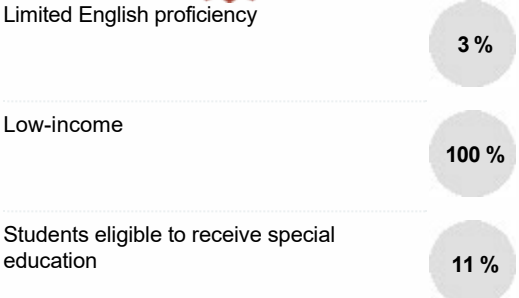 Limited English proficiency
3 %
Low-income
100 %
Students eligible to receive special
education
11 %